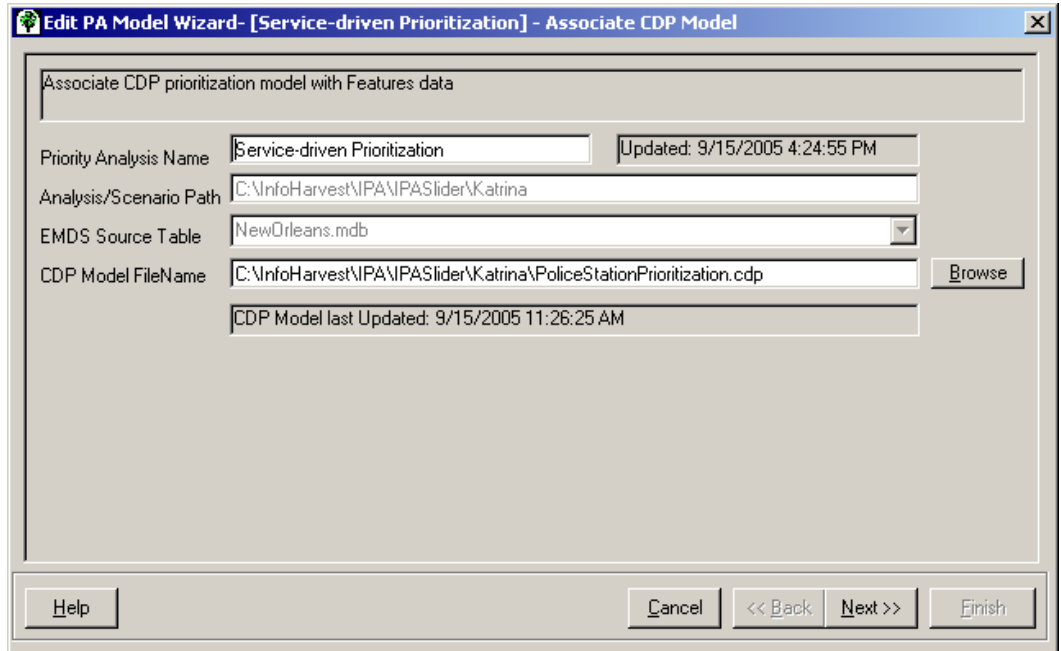 Edit PA Model Wizard- [Service-driven Prioritization] - Associate CDP Model
Associate CDP prioritization model with Features data
Priority Analysis Name Service-driven Prioritization Updated: 9/15/2005 4:24:55 PM
Analysis/Scenario Path C:\InfoHarvest\IPA\IPASlider\Katrina
EMDS Source Table NewOrleans.mdb
CDP Model FileName C:\InfoHarvest\IPA\IPASlider\Katrina\PoliceStationPrioritization.cdp Browse
CDP Model last Updated: 9/15/2005 11:26:25 AM
Help Cancel << Back Next >> Finish